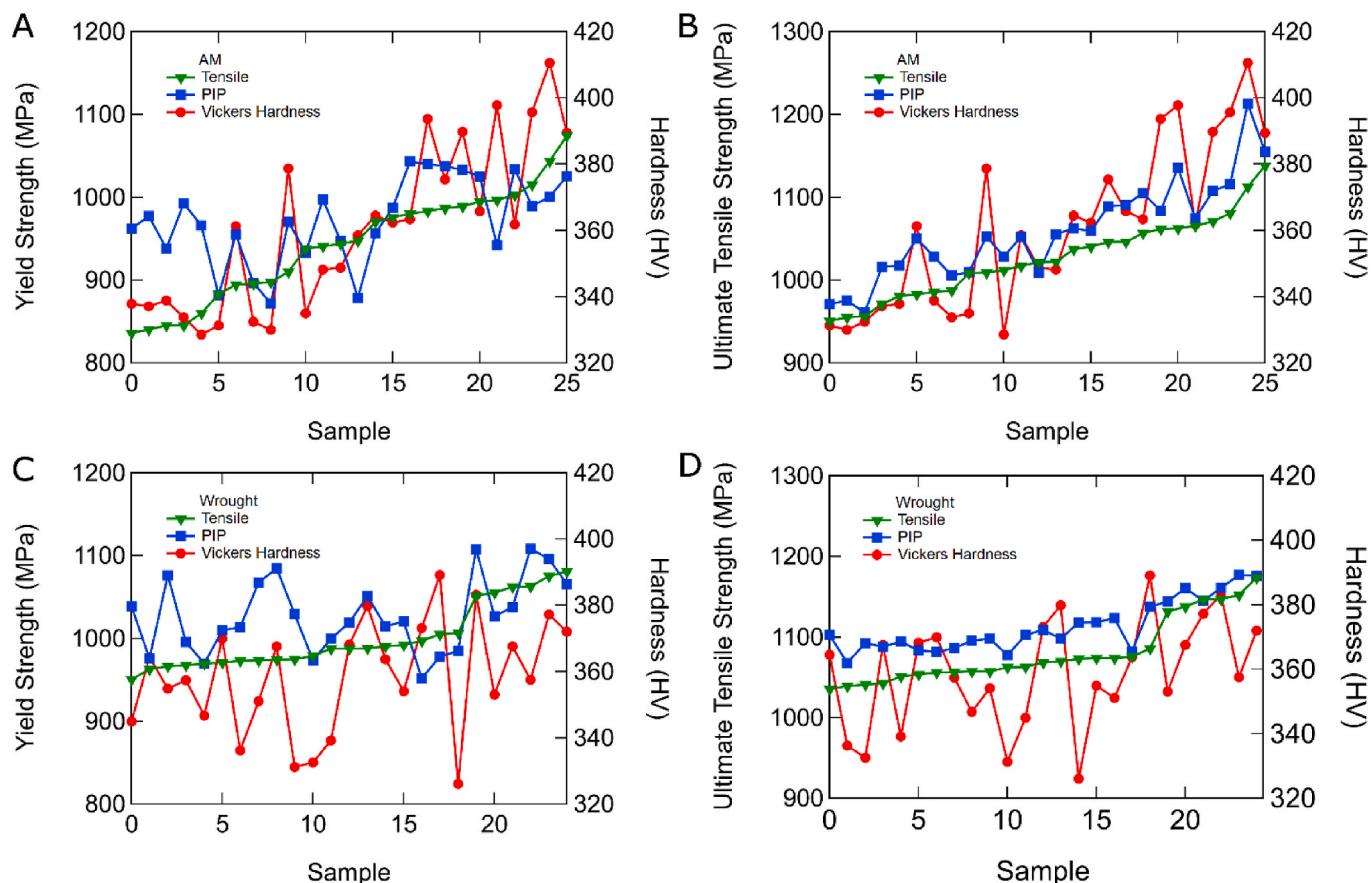 A
Yield Strength (MPa)
1200
1100
1000
900
800
AM
Tensile
PIP
Vickers Hardness
420
400
380
360
340
320
Hardness (HV)
0 5 10 15 20 25
Sample
B
Ultimate Tensile Strength (MPa)
1300
1200
1100
1000
900
AM
Tensile
PIP
Vickers Hardness
420
400
380
360
340
320
Hardness (HV)
0 5 10 15 20 25
Sample
C
Yield Strength (MPa)
1200
1100
1000
900
800
Wrought
Tensile
PIP
Vickers Hardness
420
400
380
360
340
320
Hardness (HV)
0 5 10 15 20
Sample
D
Ultimate Tensile Strength (MPa)
1300
1200
1100
1000
900
Wrought
Tensile
PIP
Vickers Hardness
420
400
380
360
340
320
Hardness (HV)
0 5 10 15 20
Sample